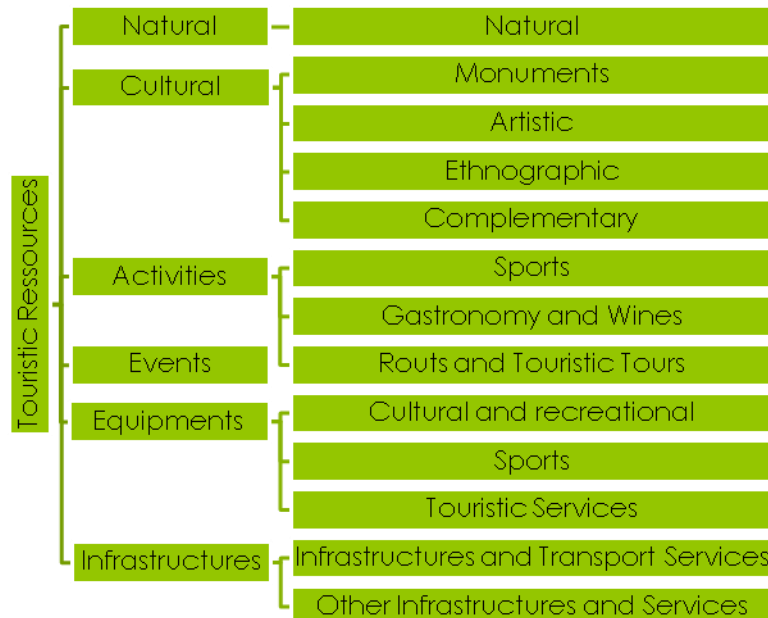 Touristic Ressources
Natural
Natural
Cultural
Monuments
Artistic
Ethnographic
Complementary
Activities
Sports
Gastronomy and Wines
Routs and Touristic Tours
Events
Equipments
Cultural and recreational
Sports
Touristic Services
Infrastructures
Infrastructures and Transport Services
Other Infrastructures and Services